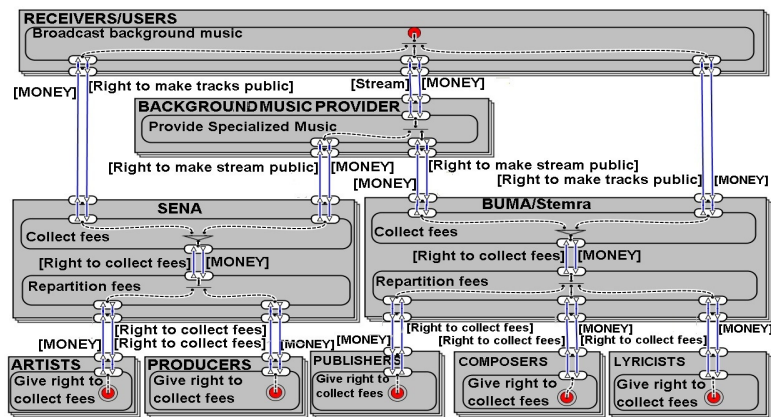 RECEIVERS/USERS
Broadcast background music
[MONEY]
[Right to make tracks public]
[Stream]
[MONEY]
BACKGROUND MUSIC PROVIDER
Provide Specialized Music
[Right to make stream public]
[MONEY]
[Right to make stream public]
[MONEY]
[Right to make tracks public]
[MONEY]
SENA
BUMA/Stemra
Collect fees
Collect fees
[Right to collect fees]
[MONEY]
[Right to collect fees]
[MONEY]
Repartition fees
Repartition fees
[Right to collect fees]
[MONEY]
[Right to collect fees]
[MONEY]
[MONEY]
[Right to collect fees]
[MONEY]
[Right to collect fees]
[Right to collect fees]
[MONEY]
ARTISTS
Give right to
collect fees
PRODUCERS
Give right to
collect fees
PUBLISHERS
Give right to
collect fees
COMPOSERS
Give right to
collect fees
LYRICISTS
Give right to
collect fees